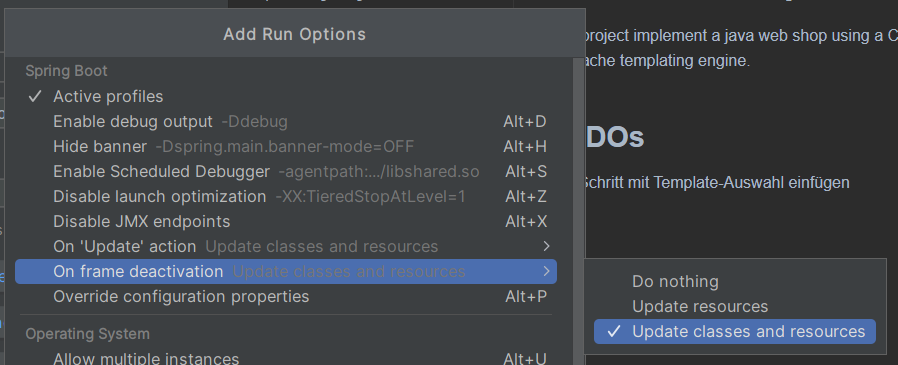 Add Run Options
Spring Boot
Active profiles
Enable debug output -Ddebug Alt+D
Hide banner -Dspring.main.banner-mode=OFF Alt+H
Enable Scheduled Debugger -agentpath:.../libshared.so Alt+S
Disable launch optimization -XX:TieredStopAtLevel=1 Alt+Z
Disable JMX endpoints Alt+X
On 'Update' action Update classes and resources
On frame deactivation Update classes and resources
Override configuration properties Alt+P
Operating System
Allow multiple instances Alt+U
project implement a java web shop using a C
ache templating engine.
DOs
Schritt mit Template-Auswahl einfügen
Do nothing
Update resources
Update classes and resources